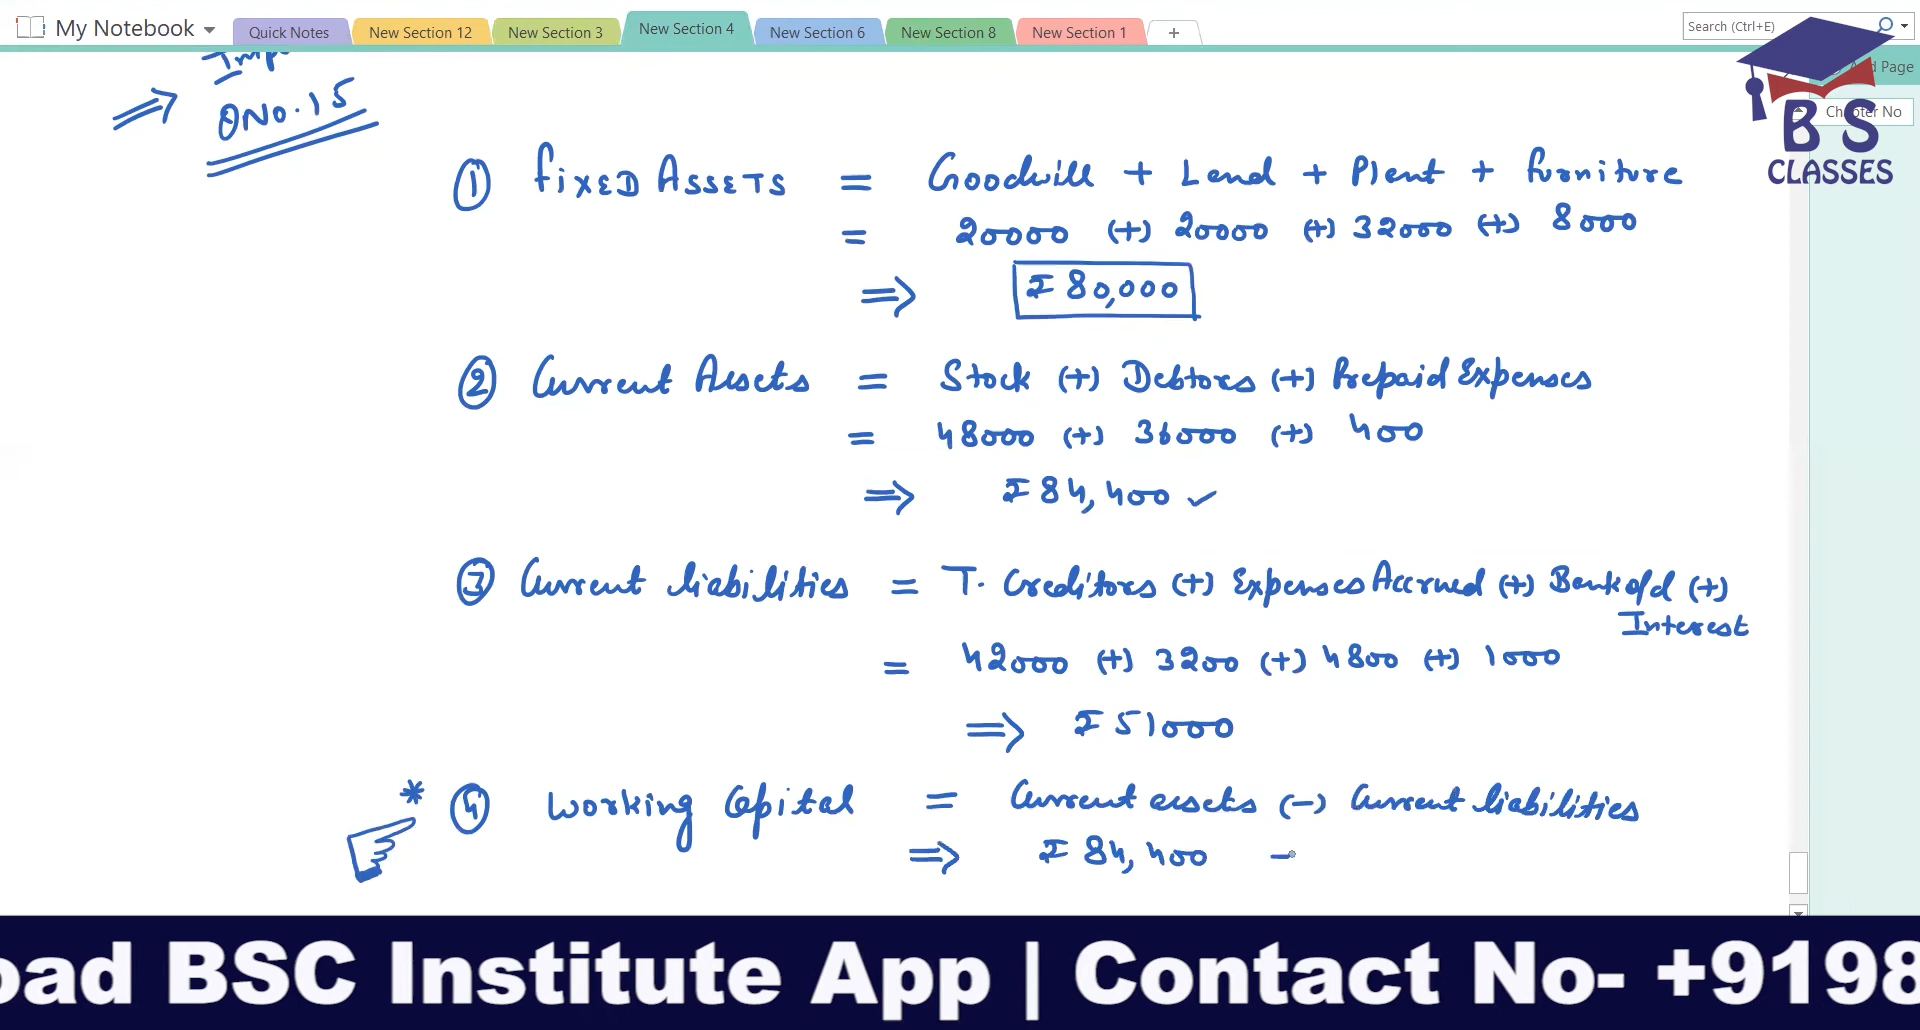 My Notebook
Quick Notes
New Section 12
New Section 3
New Section 4
New Section 6
New Section 8
New Section 1
+
Search (Ctrl+E)
d Page
B S
CLASSES
QNo. 15
① Fixed Assets = Goodwill + Land + Plant + Furniture
= 20000 (+) 20000 (+) 32000 (+) 8000
⇒ ₹ 80,000
② Current Assets = Stock (+) Debtors (+) Prepaid Expenses
= 48000 (+) 36000 (+) 400
⇒ ₹ 84,400 ✓
③ Current liabilities = T. Creditors (+) Expenses Accrued (+) Bank o/d (+)
Interest
= 42000 (+) 3200 (+) 4800 (+) 1000
⇒ ₹ 51000
* ④ Working Capital = Current assets (-) Current liabilities
⇒ ₹ 84,400 -
oad BSC Institute App | Contact No- +9198